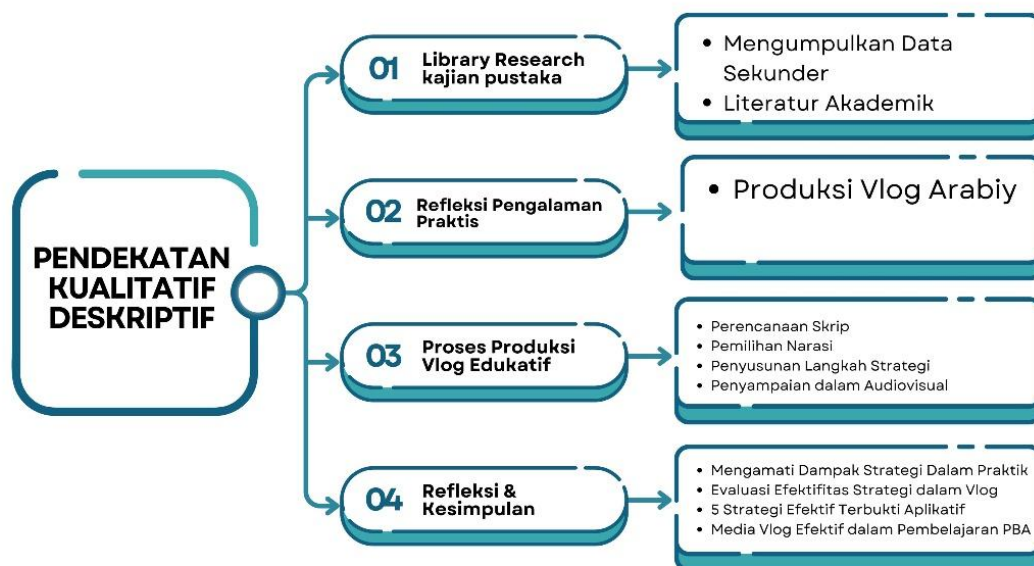 PENDEKATAN
KUALITATIF
DESKRIPTIF
01
Library Research
kajian pustaka
• Mengumpulkan Data
Sekunder
• Literatur Akademik
02
Refleksi Pengalaman
Praktis
• Produksi Vlog Arabiy
03
Proses Produksi
Vlog Edukatif
• Perencanaan Skrip
• Pemilihan Narasi
• Penyusunan Langkah Strategi
• Penyampaian dalam Audiovisual
04
Refleksi &
Kesimpulan
• Mengamati Dampak Strategi Dalam Praktik
• Evaluasi Efektifitas Strategi dalam Vlog
• 5 Strategi Efektif Terbukti Aplikatif
• Media Vlog Efektif dalam Pembelajaran PBA